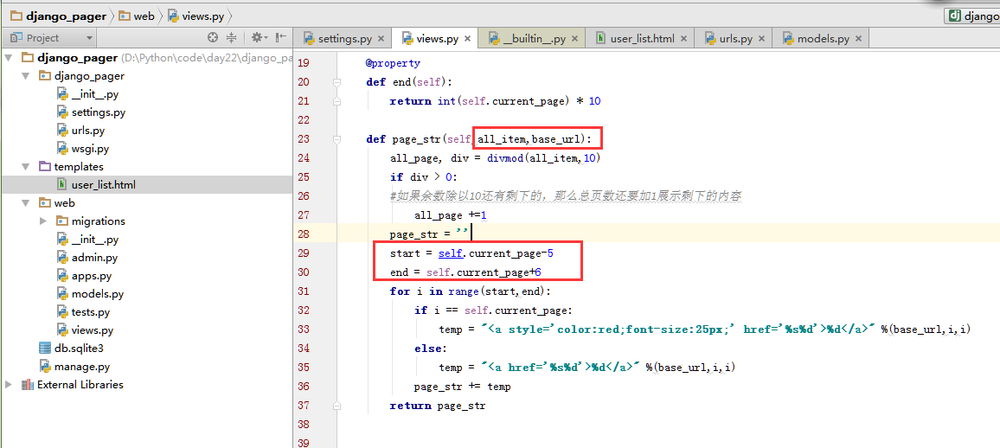 django_pager web views.py django
Project settings.py views.py __builtin__.py user_list.html urls.py models.py
django_pager (D:\Python\code\day22\django_pa
django_pager
__init__.py
settings.py
urls.py
wsgi.py
templates
user_list.html
web
migrations
__init__.py
admin.py
apps.py
models.py
tests.py
views.py
db.sqlite3
manage.py
External Libraries
19 @property
20 def end(self):
21 return int(self.current_page) * 10
22
23 def page_str(self,all_item,base_url):
24 all_page, div = divmod(all_item,10)
25 if div > 0:
26 #如果余数除以10还有剩下的，那么总页数还要加1展示剩下的内容
27 all_page +=1
28 page_str = ''
29 start = self.current_page-5
30 end = self.current_page+6
31 for i in range(start,end):
32 if i == self.current_page:
33 temp = "<a style='color:red;font-size:25px;' href='%s%d'>%d</a>" %(base_url,i,i)
34 else:
35 temp = "<a href='%s%d'>%d</a>" %(base_url,i,i)
36 page_str += temp
37 return page_str
38
39